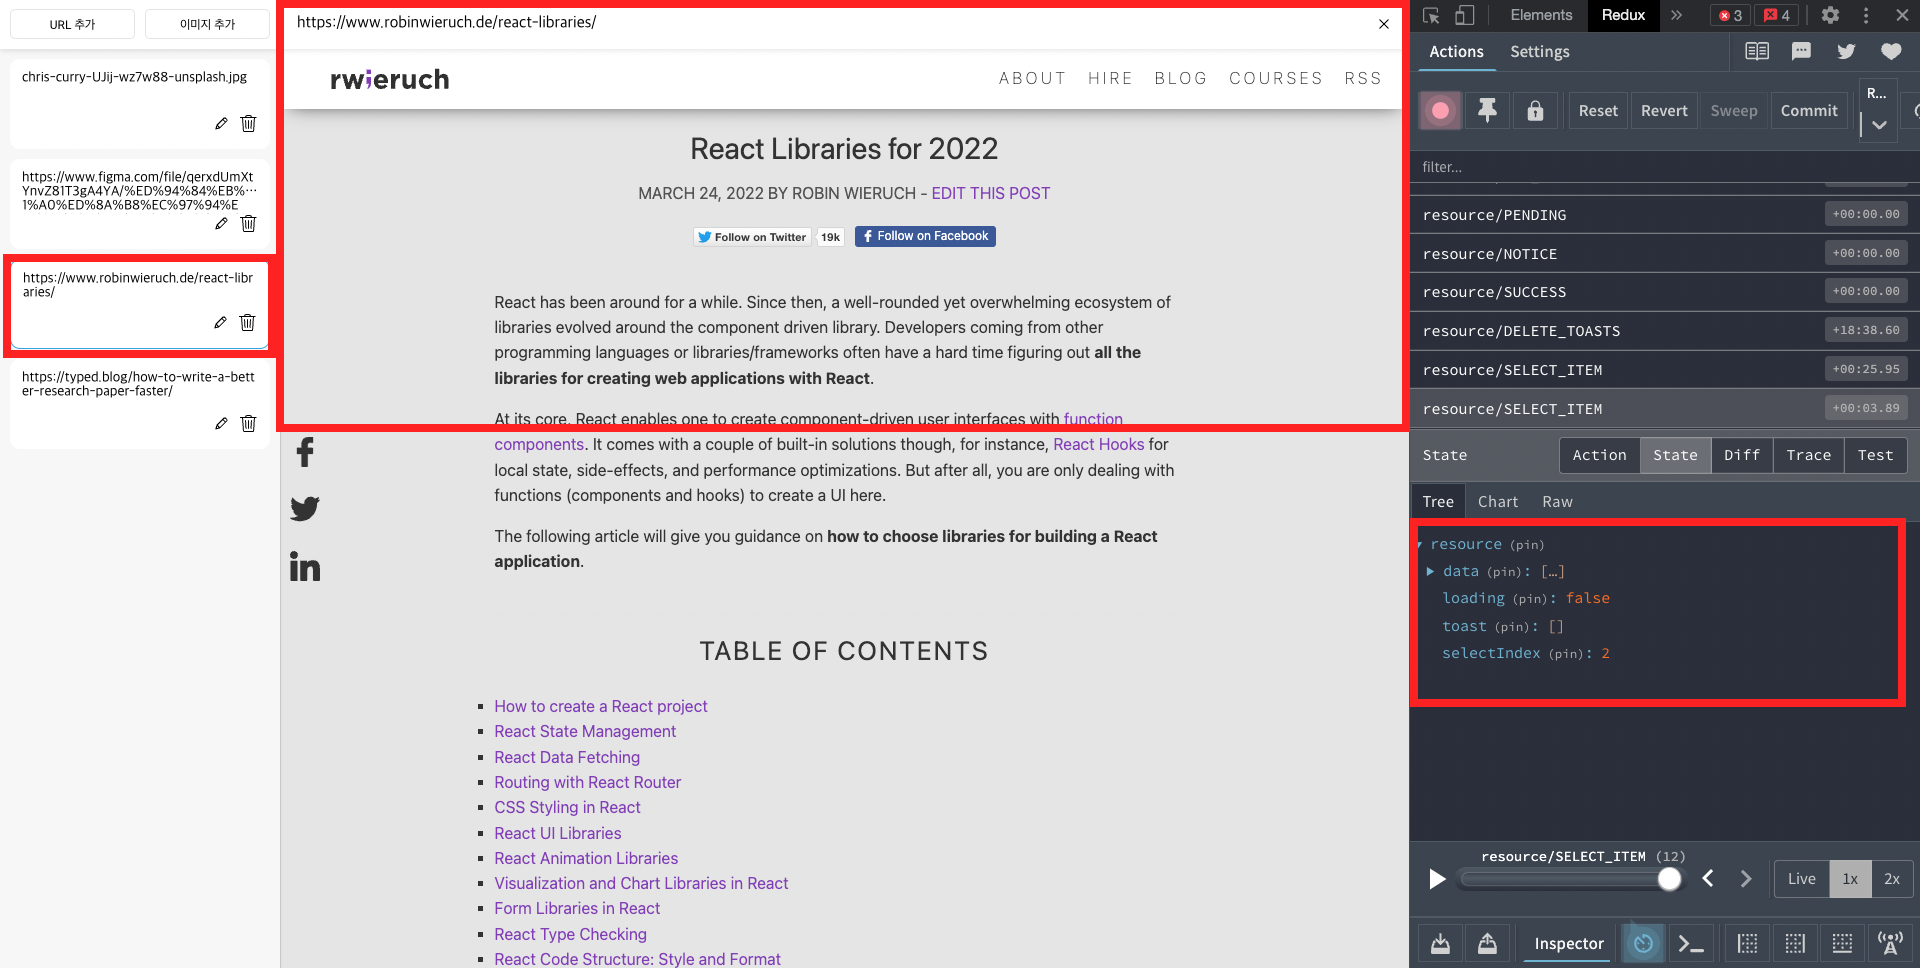 URL 추가
이미지 추가
chris-curry-UJij-wz7w88-unsplash.jpg
https://www.figma.com/file/qerxdUmXt
YnvZ81T3gA4YA/%ED%94%84%EB%…
1%A0%ED%8A%B8%EC%97%94%E
https://www.robinwieruch.de/react-libr
aries/
https://typed.blog/how-to-write-a-bett
er-research-paper-faster/
https://www.robinwieruch.de/react-libraries/
rwieruch
ABOUT HIRE BLOG COURSES RSS
React Libraries for 2022
MARCH 24, 2022 BY ROBIN WIERUCH - EDIT THIS POST
Follow on Twitter 19k Follow on Facebook
React has been around for a while. Since then, a well-rounded yet overwhelming ecosystem of
libraries evolved around the component driven library. Developers coming from other
programming languages or libraries/frameworks often have a hard time figuring out all the
libraries for creating web applications with React.
At its core, React enables one to create component-driven user interfaces with function
components. It comes with a couple of built-in solutions though, for instance, React Hooks for
local state, side-effects, and performance optimizations. But after all, you are only dealing with
functions (components and hooks) to create a UI here.
The following article will give you guidance on how to choose libraries for building a React
application.
TABLE OF CONTENTS
How to create a React project
React State Management
React Data Fetching
Routing with React Router
CSS Styling in React
React UI Libraries
React Animation Libraries
Visualization and Chart Libraries in React
Form Libraries in React
React Type Checking
React Code Structure: Style and Format
Elements Redux 3 4
Actions Settings
Reset Revert Sweep Commit R...
filter...
resource/PENDING +00:00.00
resource/NOTICE +00:00.00
resource/SUCCESS +00:00.00
resource/DELETE_TOASTS +18:38.60
resource/SELECT_ITEM +00:25.95
resource/SELECT_ITEM +00:03.89
State Action State Diff Trace Test
Tree Chart Raw
resource (pin)
data (pin): […]
loading (pin): false
toast (pin): []
selectIndex (pin): 2
resource/SELECT_ITEM (12)
Live 1x 2x
Inspector